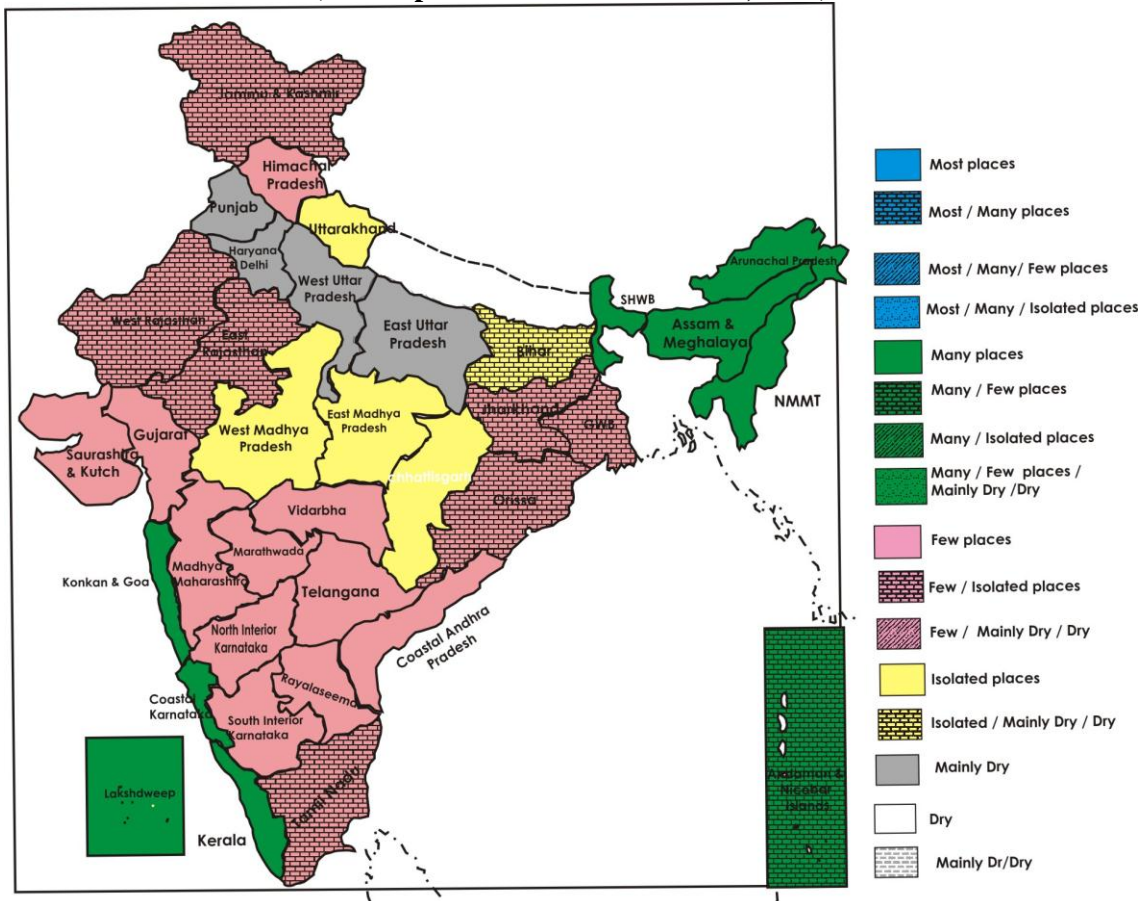 Jammu & Kashmir
Himachal
Pradesh
Punjab
Uttarakhand
Haryana
& Delhi
West Uttar
Pradesh
East Uttar
Pradesh
West Rajasthan
East
Rajasthan
Bihar
SHWB
Arunachal Pradesh
Assam &
Meghalaya
NMMT
Jharkhand
GWB
Gujarat
Saurashtra
& Kutch
West Madhya
Pradesh
East Madhya
Pradesh
chhattisgarh
Orissa
Vidarbha
Marathwada
Madhya
Maharashtra
Konkan & Goa
Telangana
North Interior
Karnataka
Coastal Andhra
Pradesh
Rayalaseema
Coastal
Karnataka
South Interior
Karnataka
Tamil Nadu
Kerala
Lakshdweep
Andaman &
Nicobar
Islands
Most places
Most / Many places
Most / Many/ Few places
Most / Many / Isolated places
Many places
Many / Few places
Many / Isolated places
Many / Few places /
Mainly Dry /Dry
Few places
Few / Isolated places
Few / Mainly Dry / Dry
Isolated places
Isolated / Mainly Dry / Dry
Mainly Dry
Dry
Mainly Dr/Dry